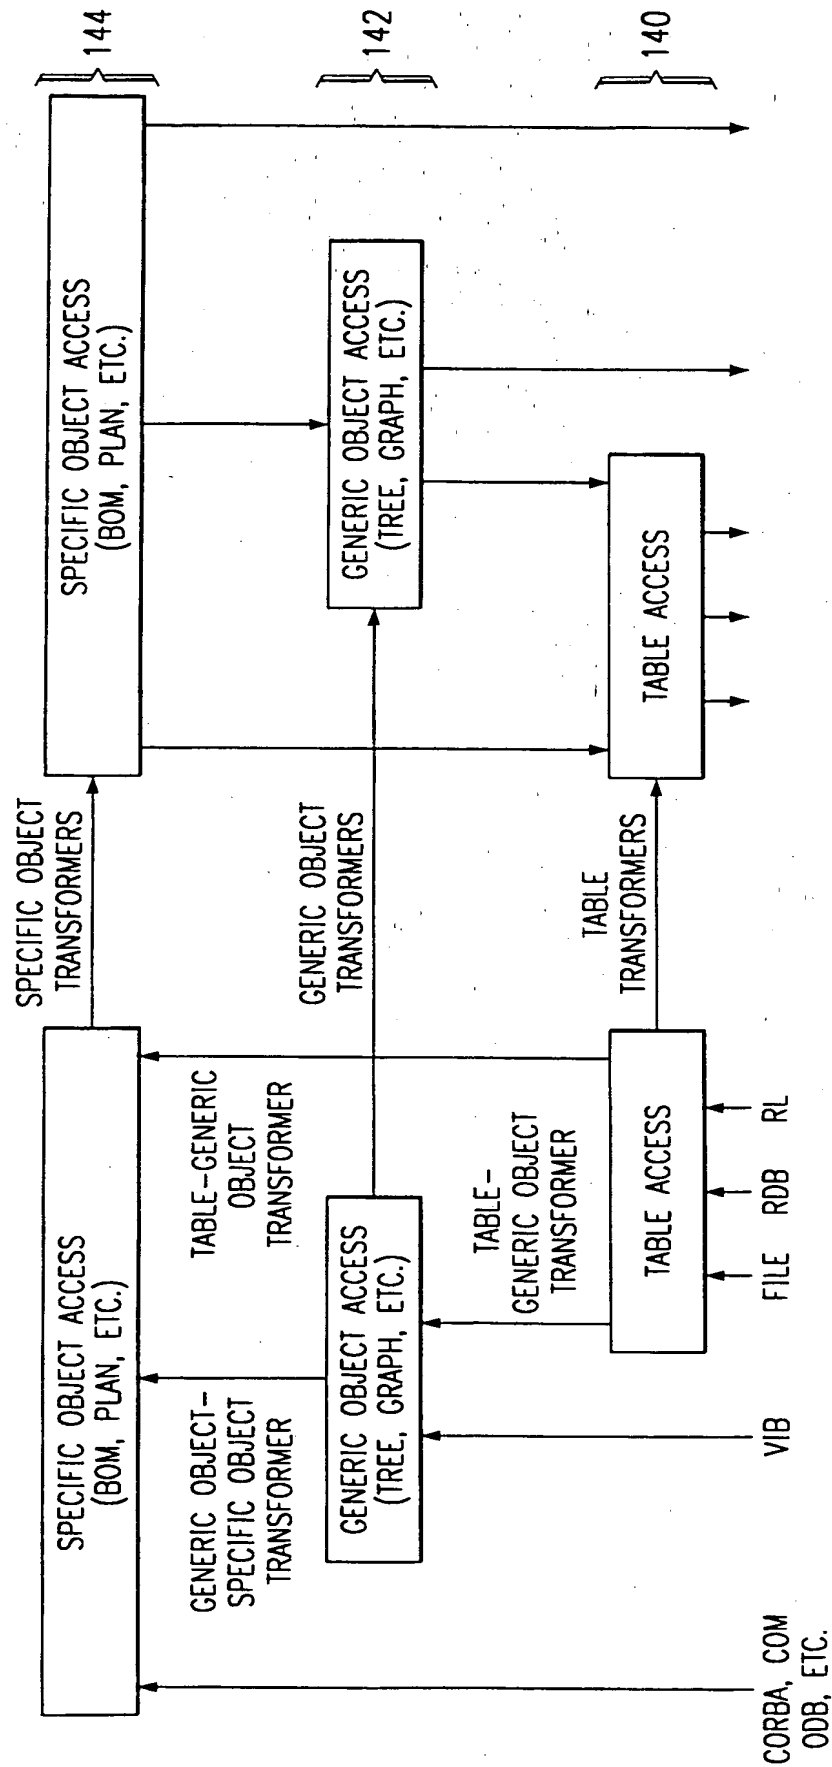 SPECIFIC OBJECT ACCESS
(BOM, PLAN, ETC.)
SPECIFIC OBJECT
TRANSFORMERS
SPECIFIC OBJECT ACCESS
(BOM, PLAN, ETC.)
144
GENERIC OBJECT-
SPECIFIC OBJECT
TRANSFORMER
TABLE-GENERIC
OBJECT
TRANSFORMER
GENERIC OBJECT ACCESS
(TREE, GRAPH, ETC.)
GENERIC OBJECT
TRANSFORMERS
GENERIC OBJECT ACCESS
(TREE, GRAPH, ETC.)
142
TABLE-
GENERIC OBJECT
TRANSFORMER
TABLE ACCESS
TABLE
TRANSFORMERS
TABLE ACCESS
140
CORBA, COM
ODB, ETC.
VIB
FILE
RDB
RL